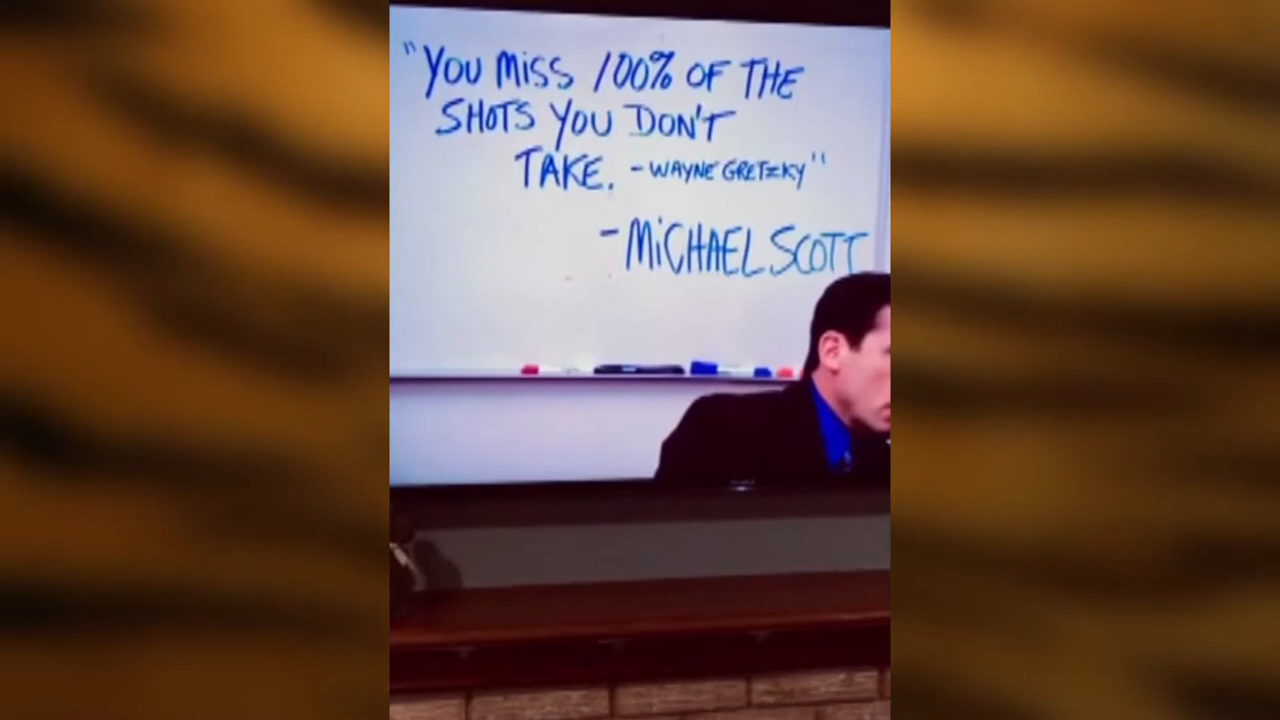 "YOU MiSS 100% OF THE
SHOTS YOU DON'T
TAKE. - WAYNE GRETZKY"
- MiCHAEL SCOTT